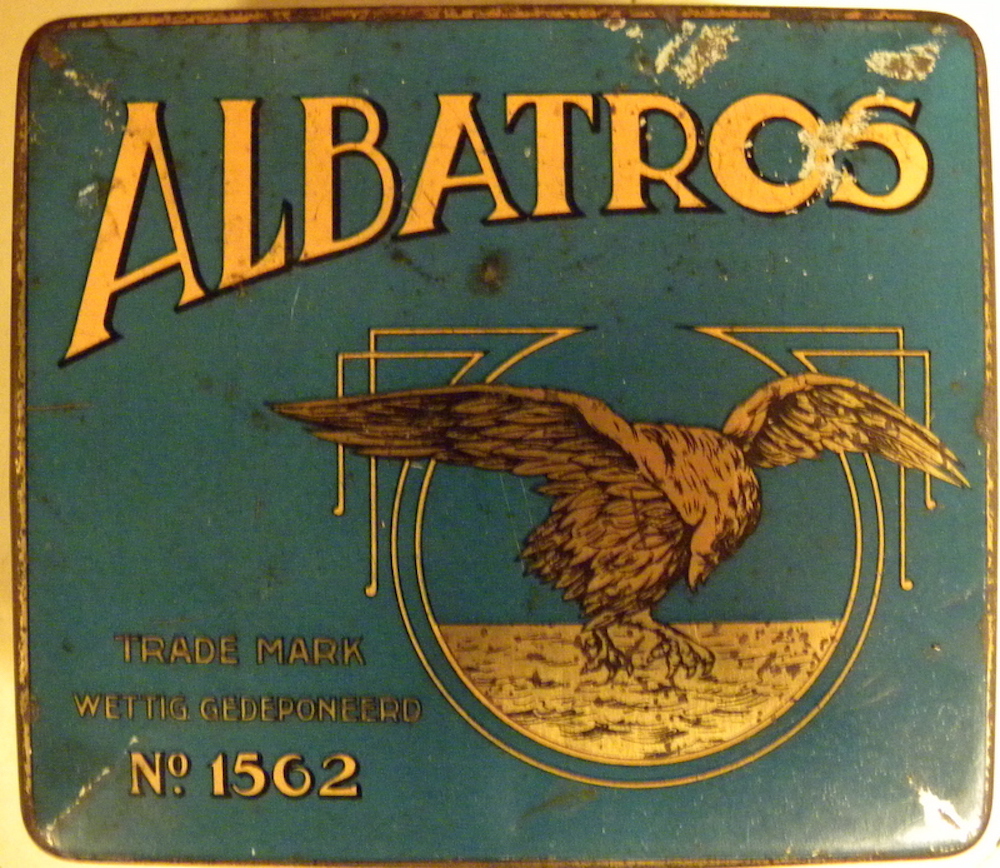 ALBATROS
TRADE MARK
WETTIG GEDEPONEERD
Nº 1562